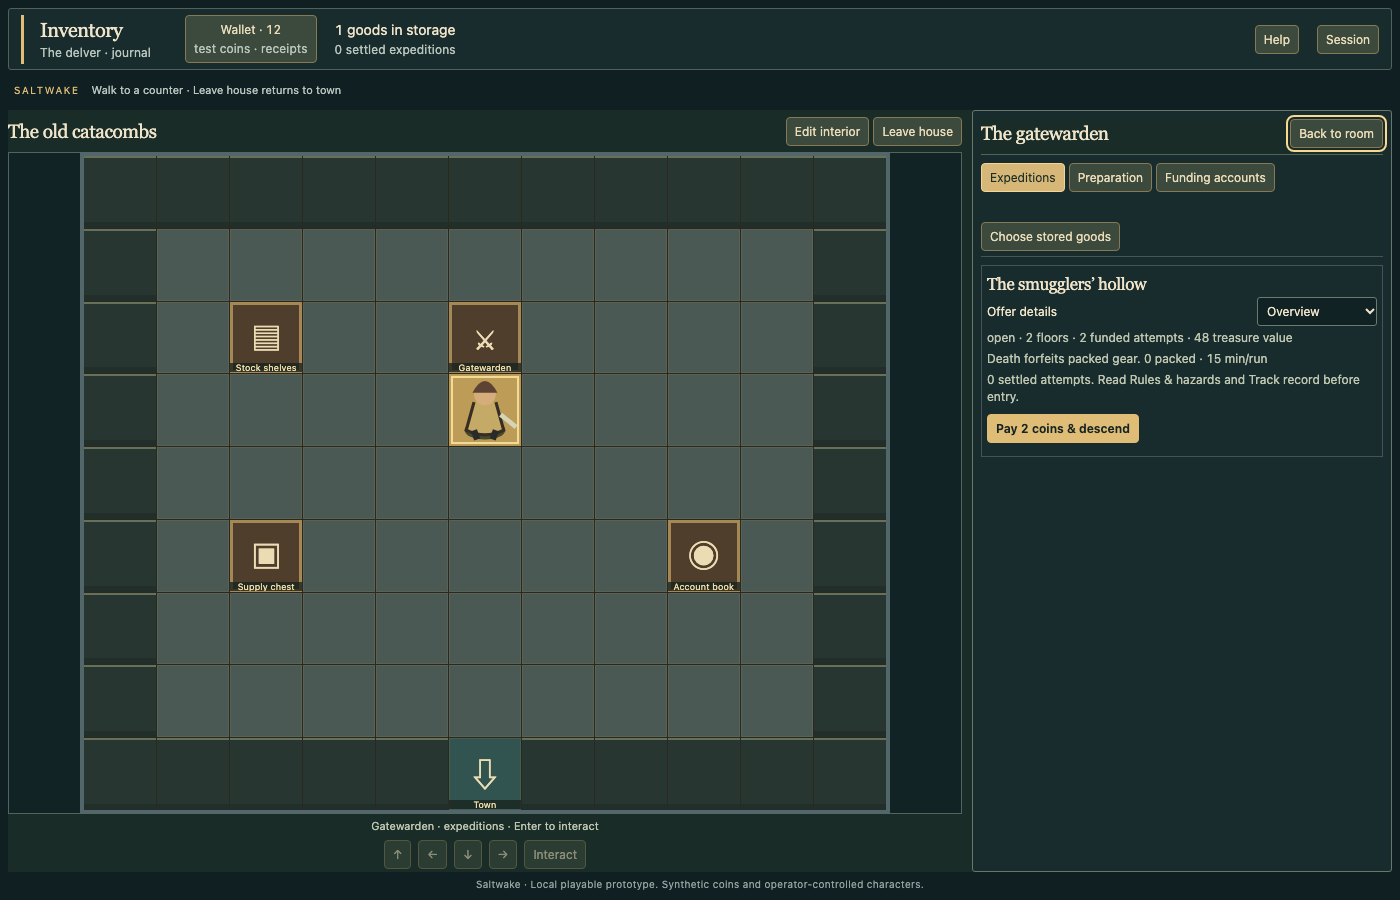 Inventory
The delver · journal
Wallet · 12
test coins · receipts
1 goods in storage
0 settled expeditions
Help
Session
SALTWAKE
Walk to a counter · Leave house returns to town
The old catacombs
Edit interior
Leave house
Stock shelves
Gatewarden
Supply chest
Account book
Town
Gatewarden · expeditions · Enter to interact
Interact
The gatewarden
Back to room
Expeditions
Preparation
Funding accounts
Choose stored goods
The smugglers’ hollow
Offer details
Overview
open · 2 floors · 2 funded attempts · 48 treasure value
Death forfeits packed gear. 0 packed · 15 min/run
0 settled attempts. Read Rules & hazards and Track record before
entry.
Pay 2 coins & descend
Saltwake · Local playable prototype. Synthetic coins and operator-controlled characters.